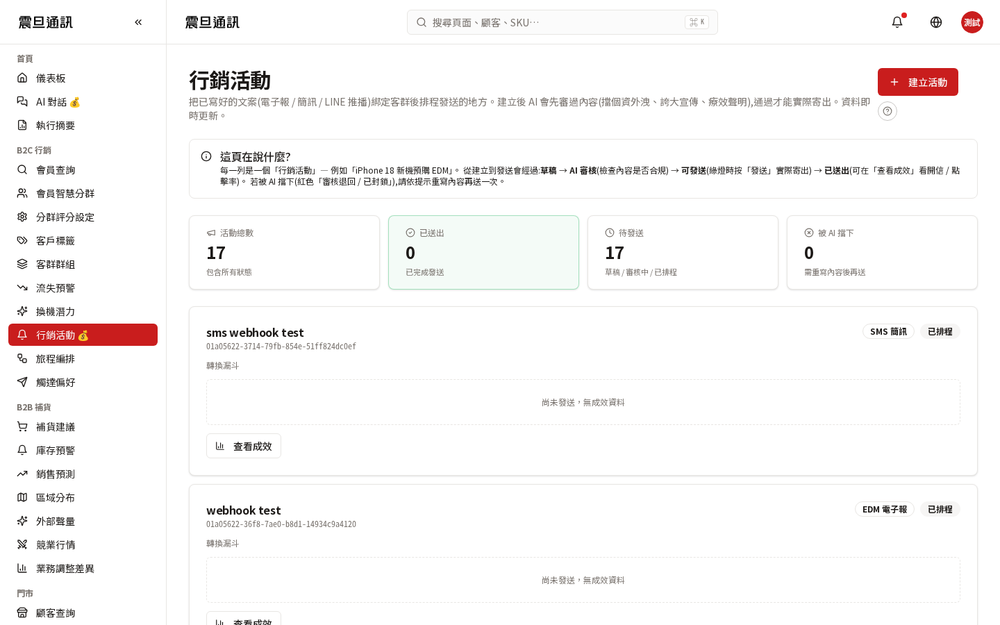 震旦通訊
震旦通訊
搜尋頁面、顧客、SKU…
⌘ K
測試
首頁
儀表板
AI 對話 💰
執行摘要
B2C 行銷
會員查詢
會員智慧分群
分群評分設定
客戶標籤
客群群組
流失預警
換機潛力
行銷活動 💰
旅程編排
觸達偏好
B2B 補貨
補貨建議
庫存預警
銷售預測
區域分布
外部聲量
競業行情
業務調整差異
門市
顧客查詢
行銷活動
把已寫好的文案(電子報 / 簡訊 / LINE 推播)綁定客群後排程發送的地方。建立後 AI 會先審過內容(擋個資外洩、誇大宣傳、療效聲明),通過才能實際寄出。資料即
時更新。
建立活動
這頁在說什麼?
每一列是一個「行銷活動」— 例如「iPhone 18 新機預購 EDM」。 從建立到發送會經過:草稿 → AI 審核(檢查內容是否合規) → 可發送(綠燈時按「發送」實際寄出) → 已送出(可在「查看成效」看開信 / 點
擊率)。 若被 AI 擋下(紅色「審核退回 / 已封鎖」),請依提示重寫內容再送一次。
活動總數
17
包含所有狀態
已送出
0
已完成發送
待發送
17
草稿 / 審核中 / 已排程
被 AI 擋下
0
需重寫內容後再送
sms webhook test
SMS 簡訊
已排程
01a05622-3714-79fb-854e-51ff824dc0ef
轉換漏斗
尚未發送，無成效資料
查看成效
webhook test
EDM 電子報
已排程
01a05622-36f8-7ae0-b8d1-14934c9a4120
轉換漏斗
尚未發送，無成效資料
查看成效